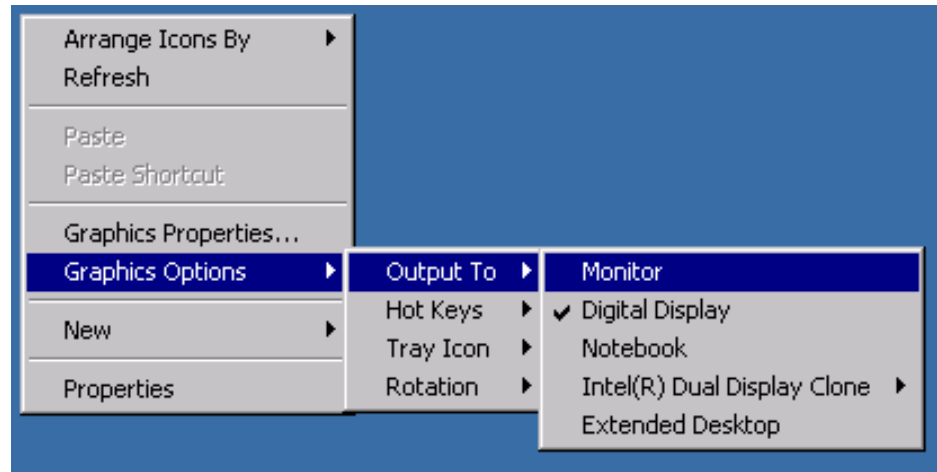 Arrange Icons By
Refresh
Paste
Paste Shortcut
Graphics Properties...
Graphics Options
New
Properties
Output To
Hot Keys
Tray Icon
Rotation
Monitor
Digital Display
Notebook
Intel(R) Dual Display Clone
Extended Desktop